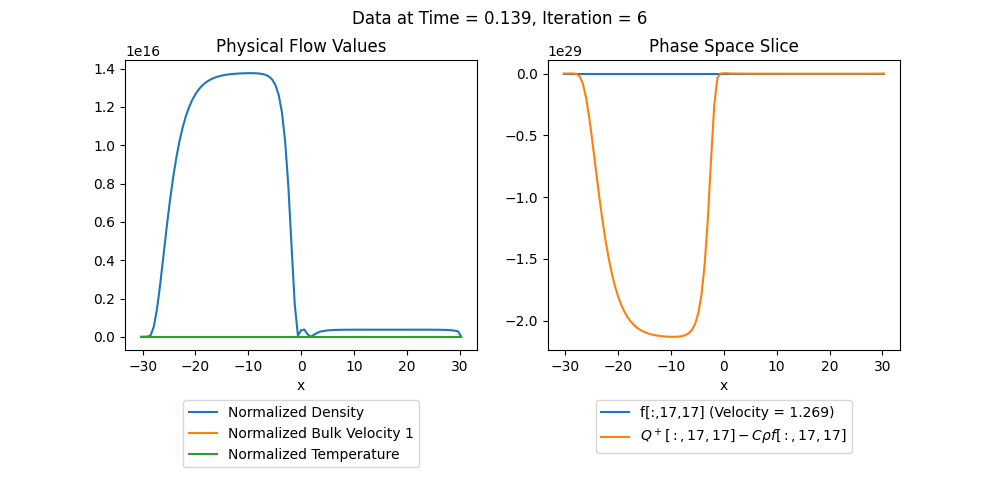 Data at Time = 0.139, Iteration = 6
Physical Flow Values
1e16
1.4
1.2
1.0
0.8
0.6
0.4
0.2
0.0
−30 −20 −10 0 10 20 30
x
Normalized Density
Normalized Bulk Velocity 1
Normalized Temperature
Phase Space Slice
1e29
0.0
−0.5
−1.0
−1.5
−2.0
−30 −20 −10 0 10 20 30
x
f[:,17,17] (Velocity = 1.269)
Q⁺[:, 17, 17] − Cρf[:, 17, 17]